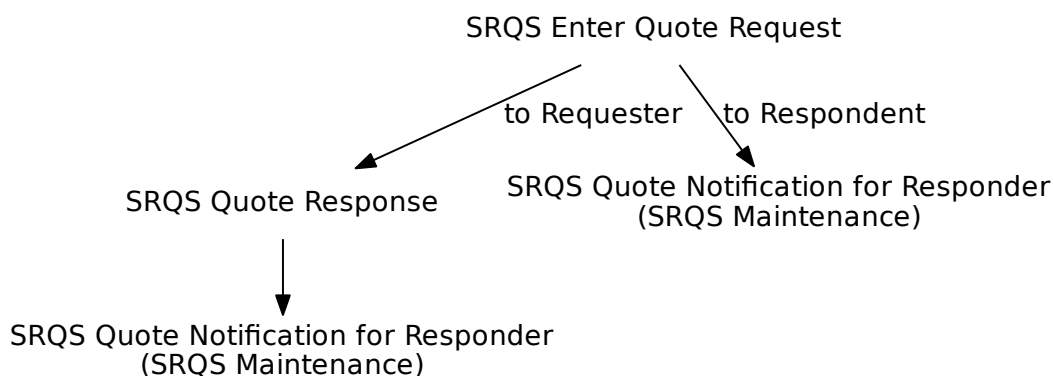 SRQS Enter Quote Request
to Requester
to Respondent
SRQS Quote Response
SRQS Quote Notification for Responder
(SRQS Maintenance)
SRQS Quote Notification for Responder
(SRQS Maintenance)